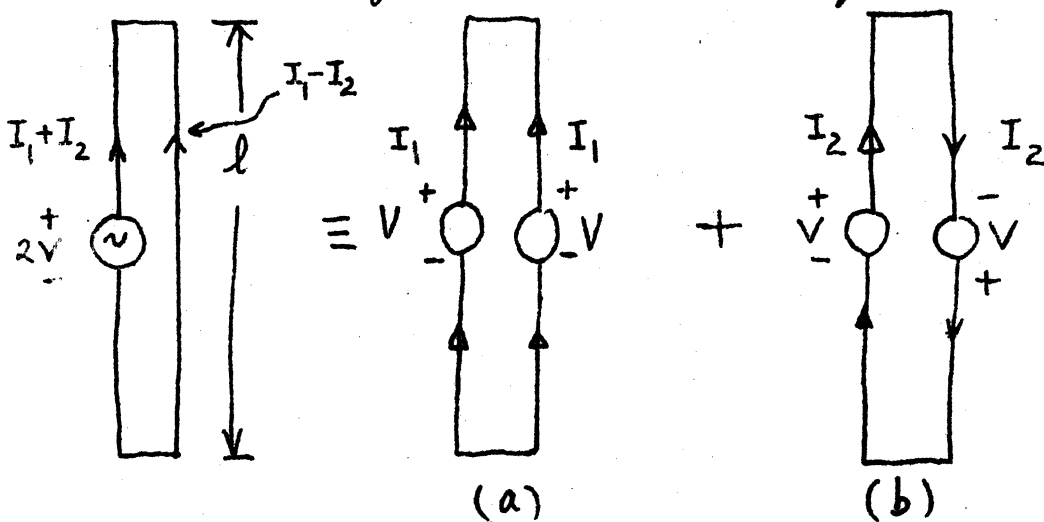 I₁+I₂
2V
+
-
I₁-I₂
l
≡
V
+
-
I₁
I₁
+
-
V
(a)
+
I₂
+
V
-
I₂
-
V
+
(b)